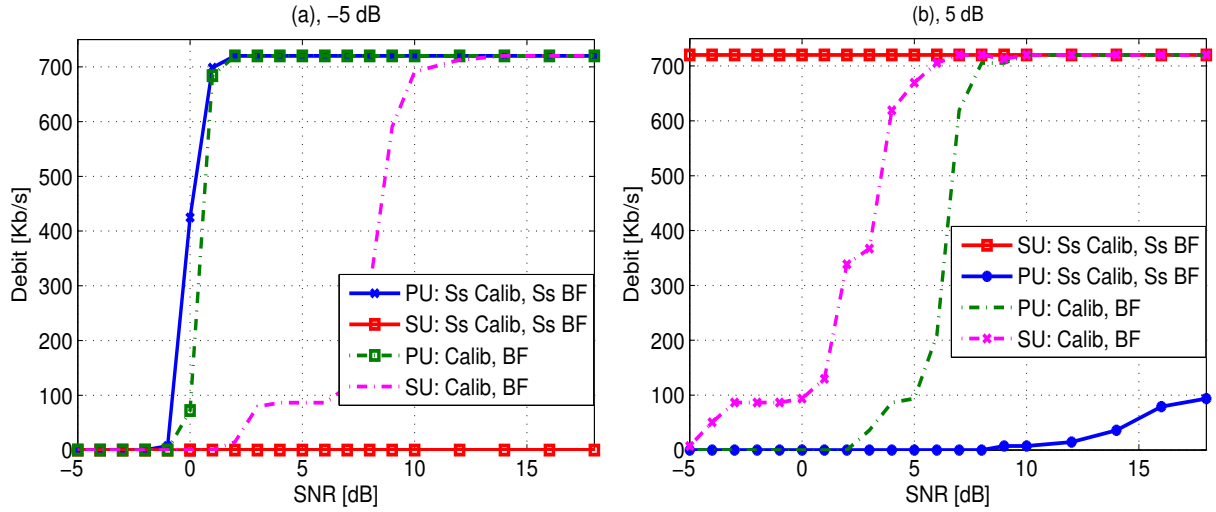 (a), −5 dB
700
600
500
400
300
200
100
0
−5
0
5
10
15
Debit [Kb/s]
SNR [dB]
PU: Ss Calib, Ss BF
SU: Ss Calib, Ss BF
PU: Calib, BF
SU: Calib, BF
(b), 5 dB
700
600
500
400
300
200
100
0
−5
0
5
10
15
Debit [Kb/s]
SNR [dB]
SU: Ss Calib, Ss BF
PU: Ss Calib, Ss BF
PU: Calib, BF
SU: Calib, BF